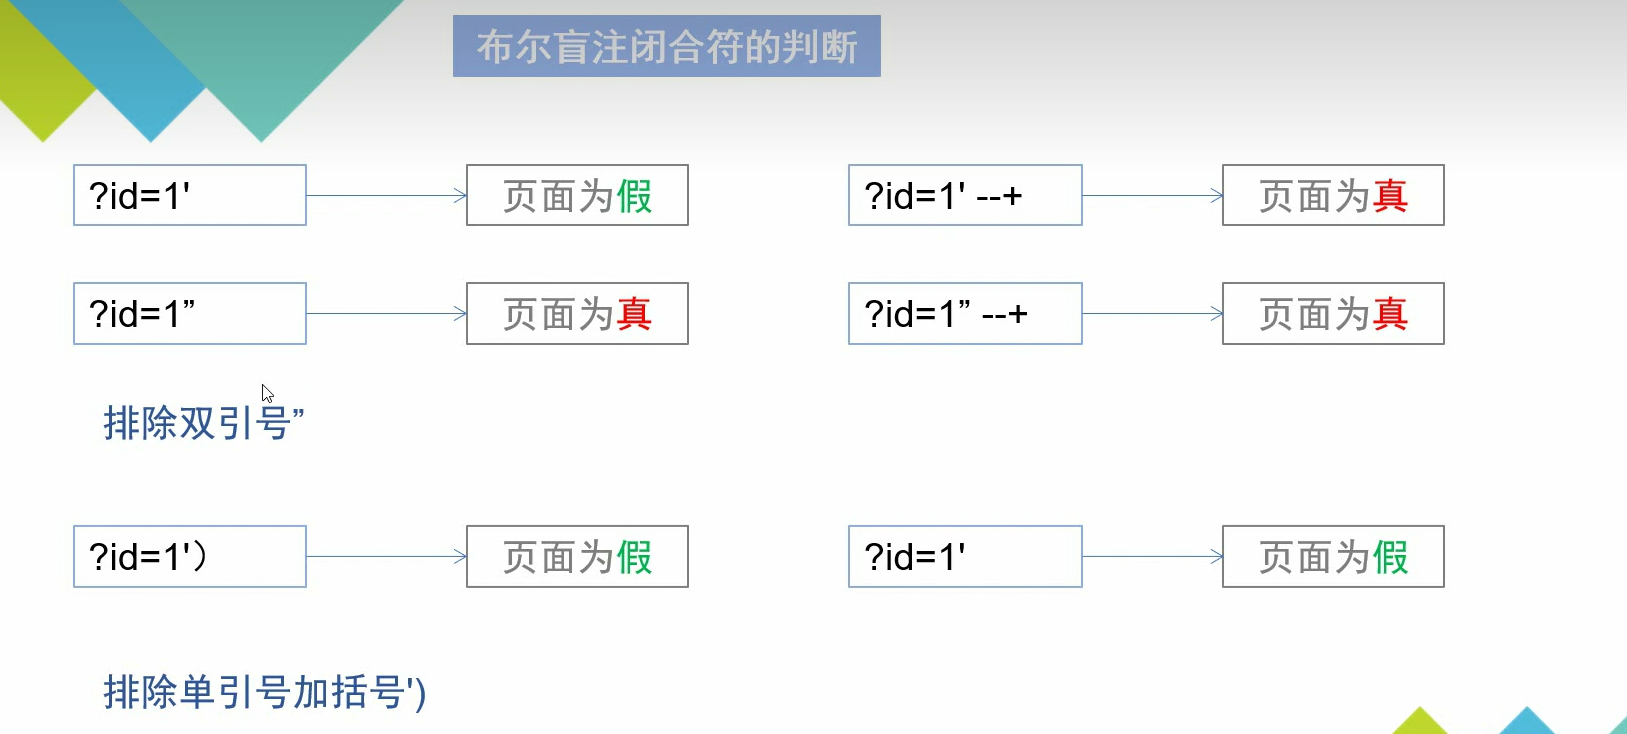 布尔盲注闭合符的判断
?id=1' 页面为假 ?id=1' --+ 页面为真
?id=1” 页面为真 ?id=1” --+ 页面为真
排除双引号”
?id=1'） 页面为假 ?id=1' 页面为假
排除单引号加括号')